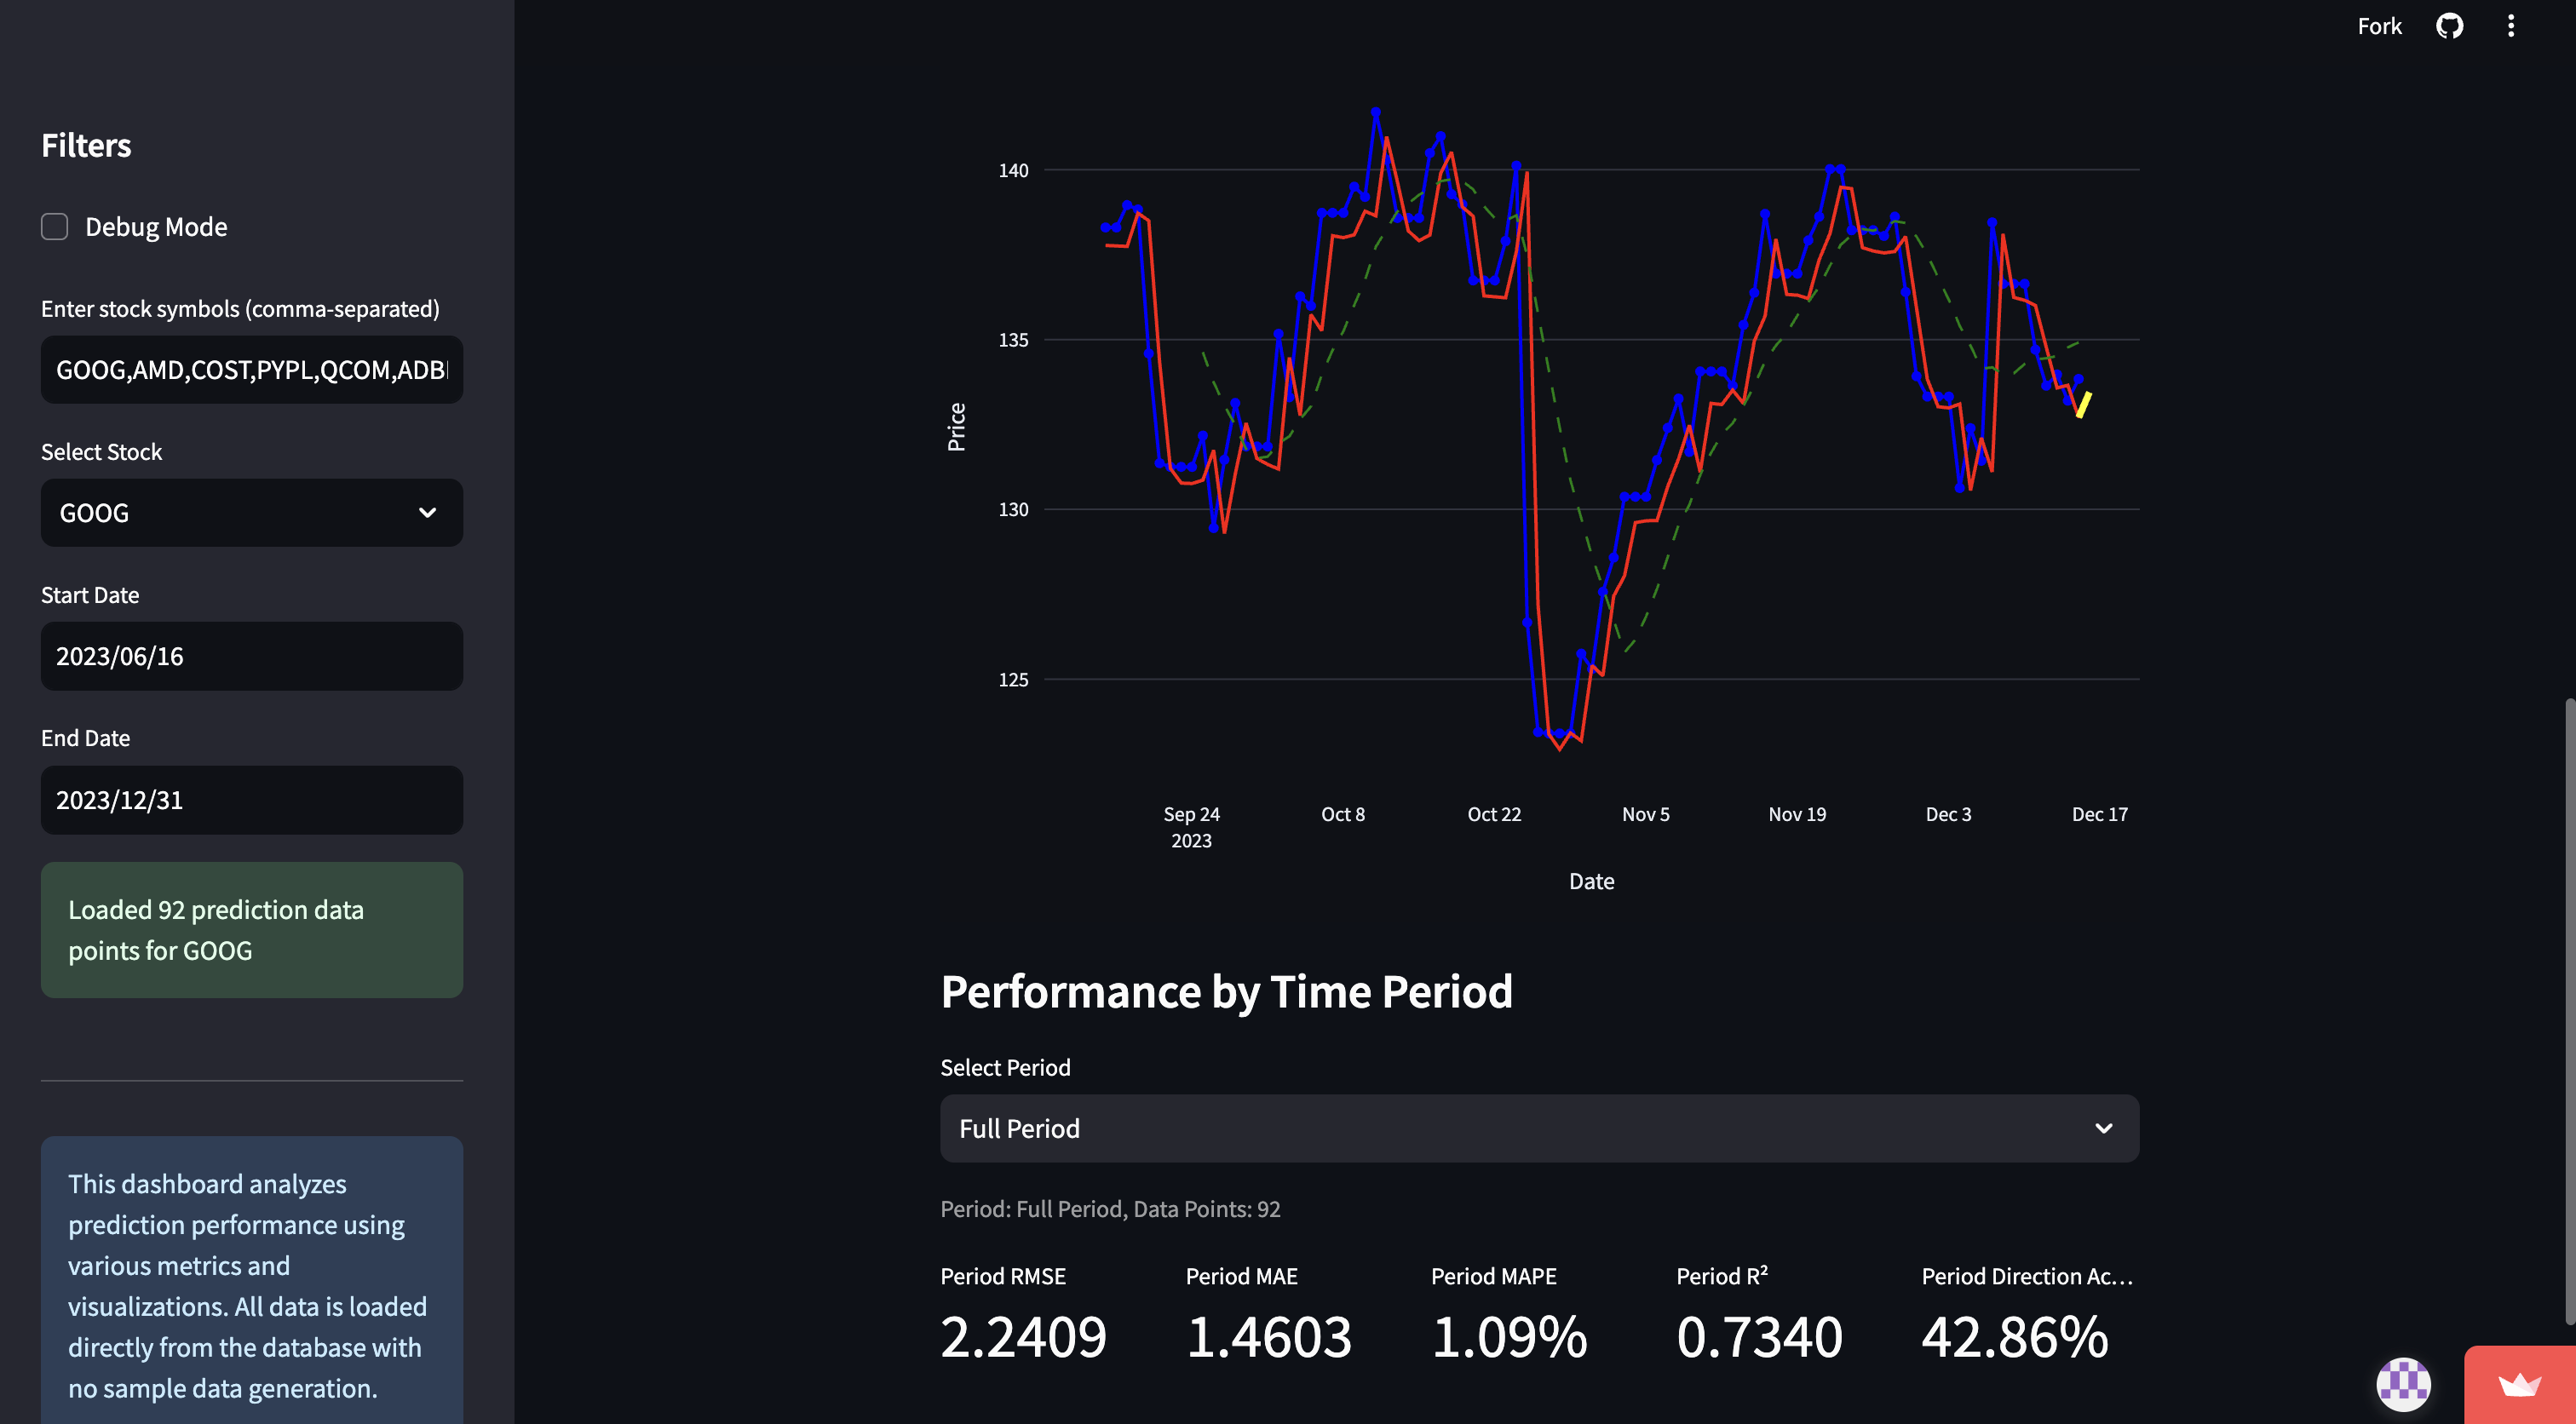 Fork
Filters
Debug Mode
Enter stock symbols (comma-separated)
GOOG,AMD,COST,PYPL,QCOM,ADB
Select Stock
GOOG
Start Date
2023/06/16
End Date
2023/12/31
Loaded 92 prediction data
points for GOOG
This dashboard analyzes
prediction performance using
various metrics and
visualizations. All data is loaded
directly from the database with
no sample data generation.
140
135
130
125
Price
Sep 24
2023
Oct 8
Oct 22
Nov 5
Nov 19
Dec 3
Dec 17
Date
Performance by Time Period
Select Period
Full Period
Period: Full Period, Data Points: 92
Period RMSE
2.2409
Period MAE
1.4603
Period MAPE
1.09%
Period R²
0.7340
Period Direction Ac...
42.86%